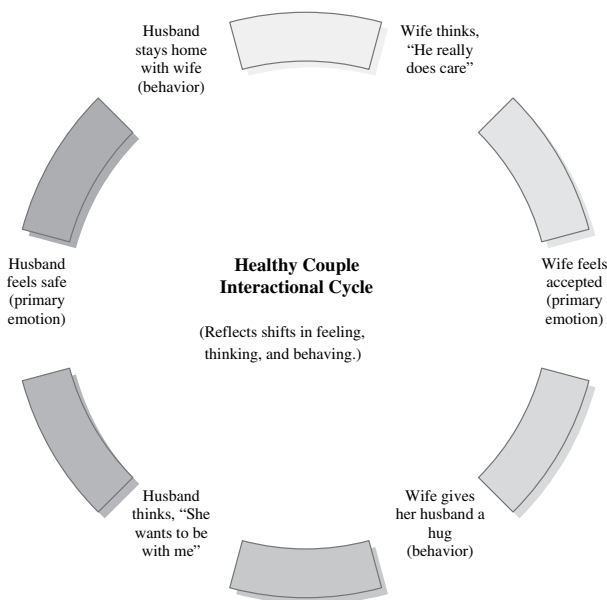 Husband
stays home
with wife
(behavior)
Wife thinks,
“He really
does care”
Wife feels
accepted
(primary
emotion)
Wife gives
her husband a
hug
(behavior)
Husband
thinks, “She
wants to be
with me”
Husband
feels safe
(primary
emotion)
Healthy Couple
Interactional Cycle
(Reflects shifts in feeling,
thinking, and behaving.)